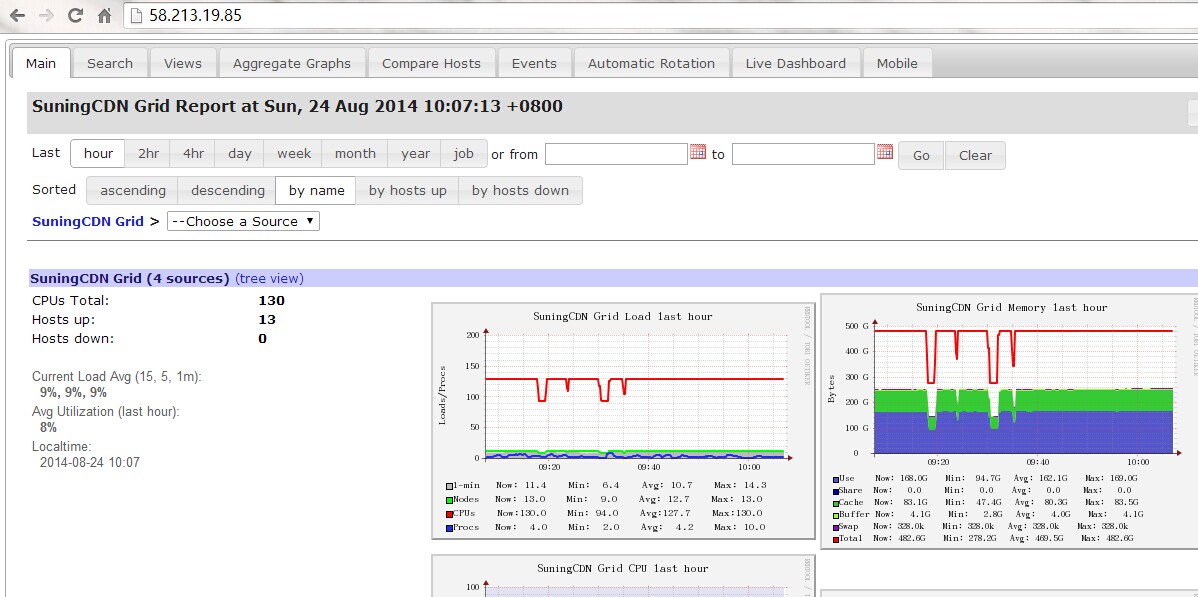 58.213.19.85
Main Search Views Aggregate Graphs Compare Hosts Events Automatic Rotation Live Dashboard Mobile
SuningCDN Grid Report at Sun, 24 Aug 2014 10:07:13 +0800
Last hour 2hr 4hr day week month year job or from to Go Clear
Sorted ascending descending by name by hosts up by hosts down
SuningCDN Grid > --Choose a Source
SuningCDN Grid (4 sources) (tree view)
CPUs Total: 130
Hosts up: 13
Hosts down: 0
Current Load Avg (15, 5, 1m):
9%, 9%, 9%
Avg Utilization (last hour):
8%
Localtime:
2014-08-24 10:07
SuningCDN Grid Load last hour
Loads/Procs
200
150
100
50
0
09:20 09:40 10:00
1-min Now: 11.4 Min: 6.4 Avg: 10.7 Max: 14.3
Nodes Now: 13.0 Min: 9.0 Avg: 12.7 Max: 13.0
CPUs Now:130.0 Min: 94.0 Avg:127.7 Max:130.0
Procs Now: 4.0 Min: 2.0 Avg: 4.2 Max: 10.0
RRDTOOL / TOBI OETIKER
SuningCDN Grid Memory last hour
Bytes
500 G
400 G
300 G
200 G
100 G
0
09:20 09:40 10:00
Use Now: 168.0G Min: 94.7G Avg: 162.1G Max: 169.0G
Share Now: 0.0 Min: 0.0 Avg: 0.0 Max: 0.0
Cache Now: 83.1G Min: 47.4G Avg: 80.3G Max: 83.5G
Buffer Now: 4.1G Min: 2.8G Avg: 4.0G Max: 4.1G
Swap Now: 328.0k Min: 328.0k Avg: 328.0k Max: 328.0k
Total Now: 482.6G Min: 278.2G Avg: 469.5G Max: 482.6G
SuningCDN Grid CPU last hour
100